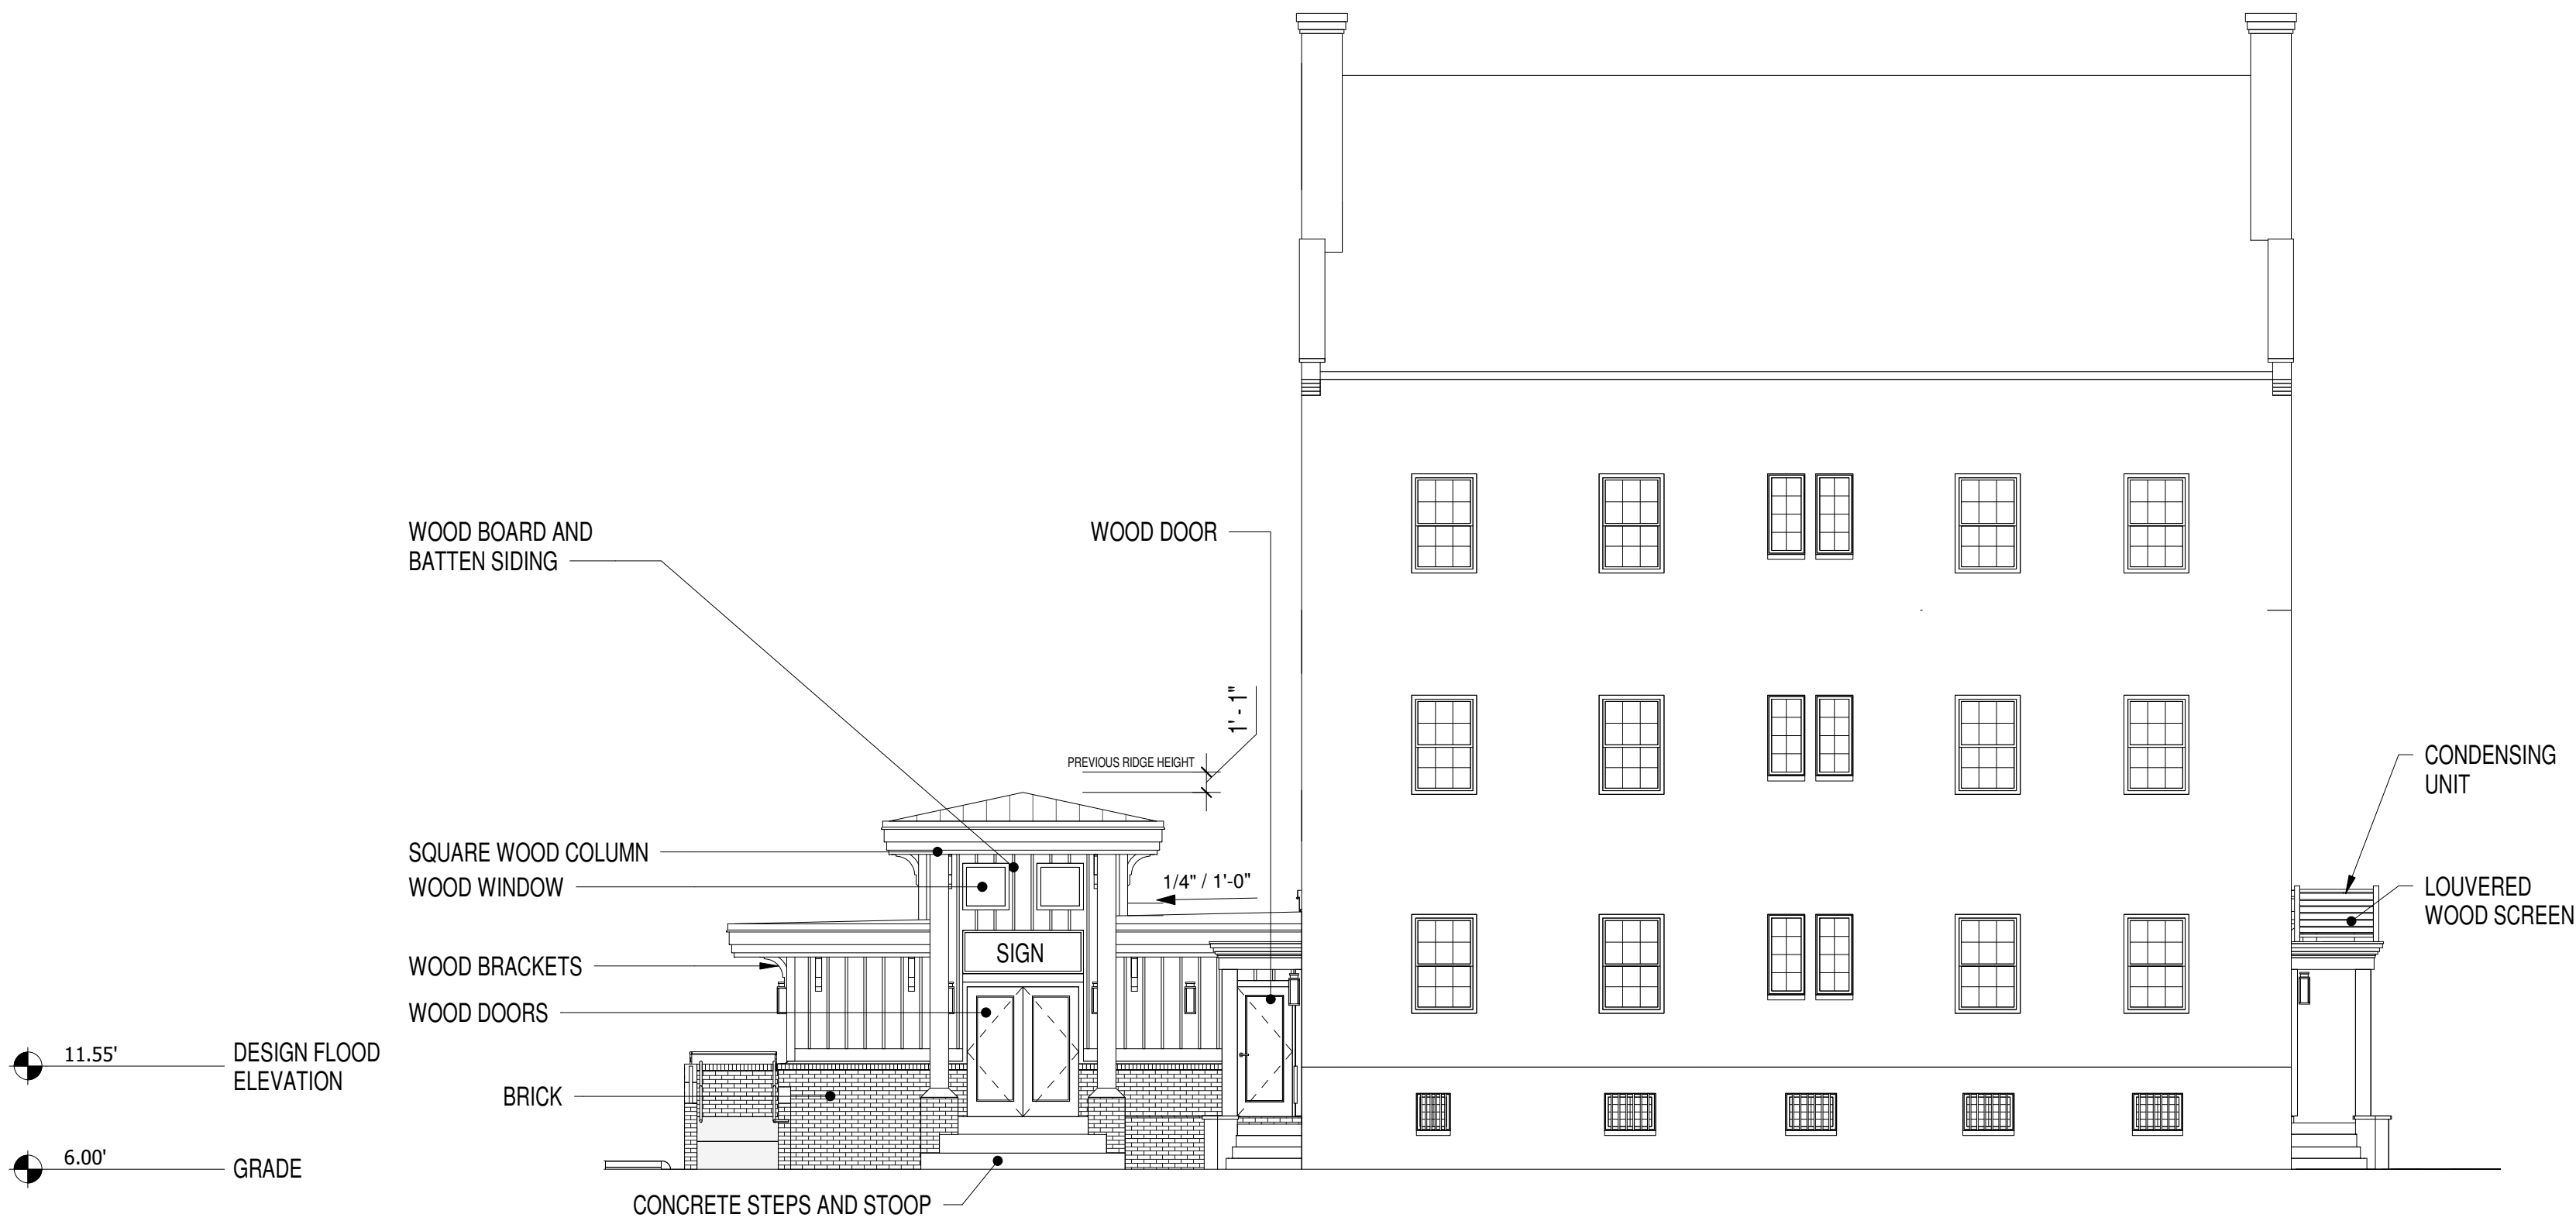 WOOD BOARD AND
BATTEN SIDING
WOOD DOOR
1' - 1"
PREVIOUS RIDGE HEIGHT
CONDENSING
UNIT
SQUARE WOOD COLUMN
WOOD WINDOW
1/4" / 1'-0"
LOUVERED
WOOD SCREEN
SIGN
WOOD BRACKETS
WOOD DOORS
11.55'
DESIGN FLOOD
ELEVATION
BRICK
6.00'
GRADE
CONCRETE STEPS AND STOOP